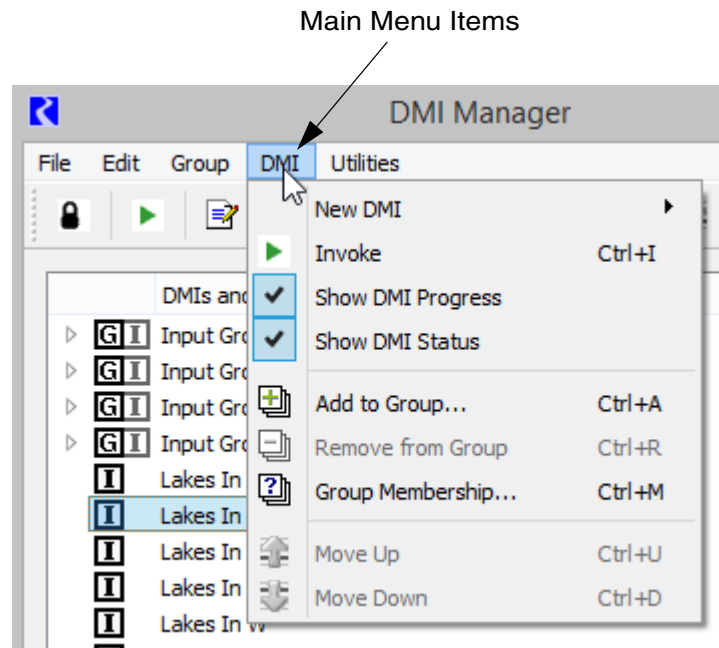 Main Menu Items
DMI Manager
File Edit Group DMI Utilities
New DMI
Invoke Ctrl+I
DMIs and
Show DMI Progress
G I Input Gro
Show DMI Status
G I Input Gro
G I Input Gro
Add to Group... Ctrl+A
G I Input Gro
Remove from Group Ctrl+R
I Lakes In
Group Membership... Ctrl+M
I Lakes In
I Lakes In
Move Up Ctrl+U
I Lakes In
Move Down Ctrl+D
I Lakes In